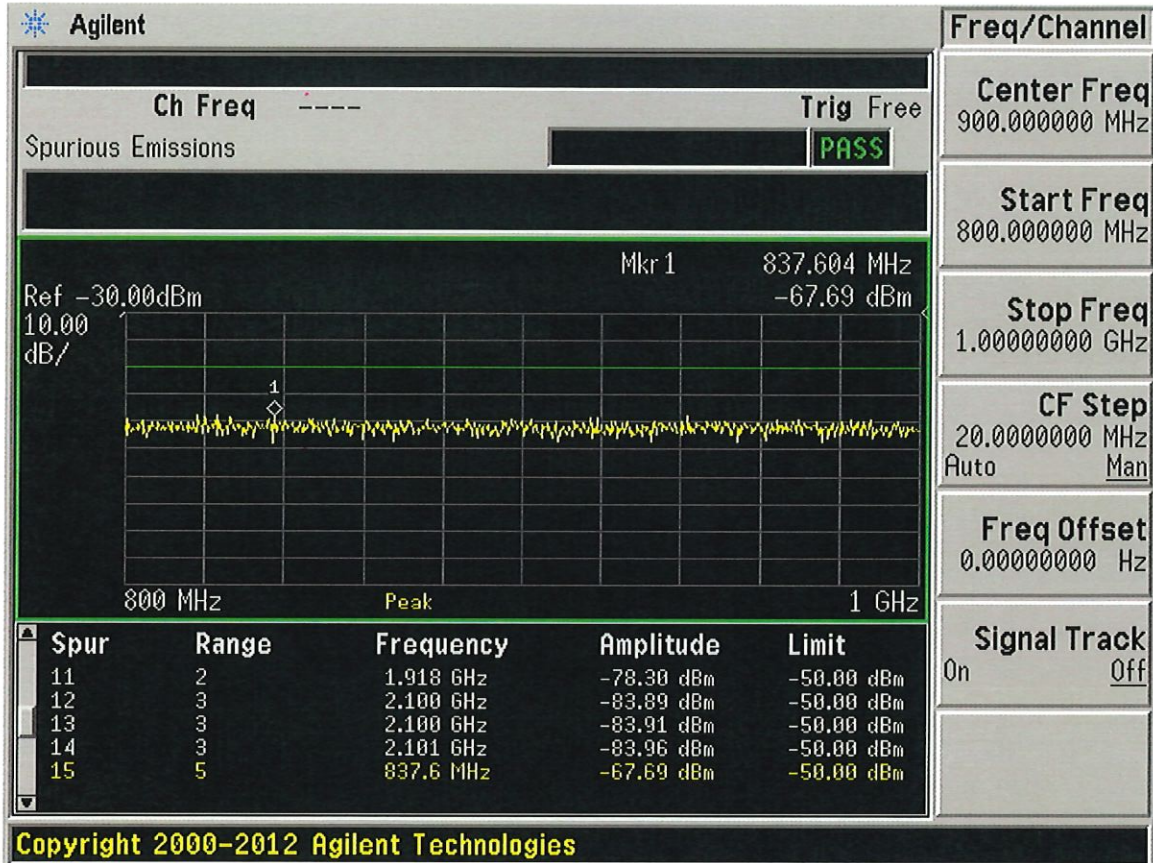 Agilent
Freq/Channel
Ch Freq ----
Trig Free
Spurious Emissions
PASS
Mkr1 837.604 MHz
Ref -30.00dBm
-67.69 dBm
10.00
dB/
1
800 MHz
Peak
1 GHz
Spur Range Frequency Amplitude Limit
11 2 1.918 GHz -78.30 dBm -50.00 dBm
12 3 2.100 GHz -83.89 dBm -50.00 dBm
13 3 2.100 GHz -83.91 dBm -50.00 dBm
14 3 2.101 GHz -83.96 dBm -50.00 dBm
15 5 837.6 MHz -67.69 dBm -50.00 dBm
Copyright 2000-2012 Agilent Technologies
Center Freq
900.000000 MHz
Start Freq
800.000000 MHz
Stop Freq
1.00000000 GHz
CF Step
20.0000000 MHz
Auto Man
Freq Offset
0.00000000 Hz
Signal Track
On Off